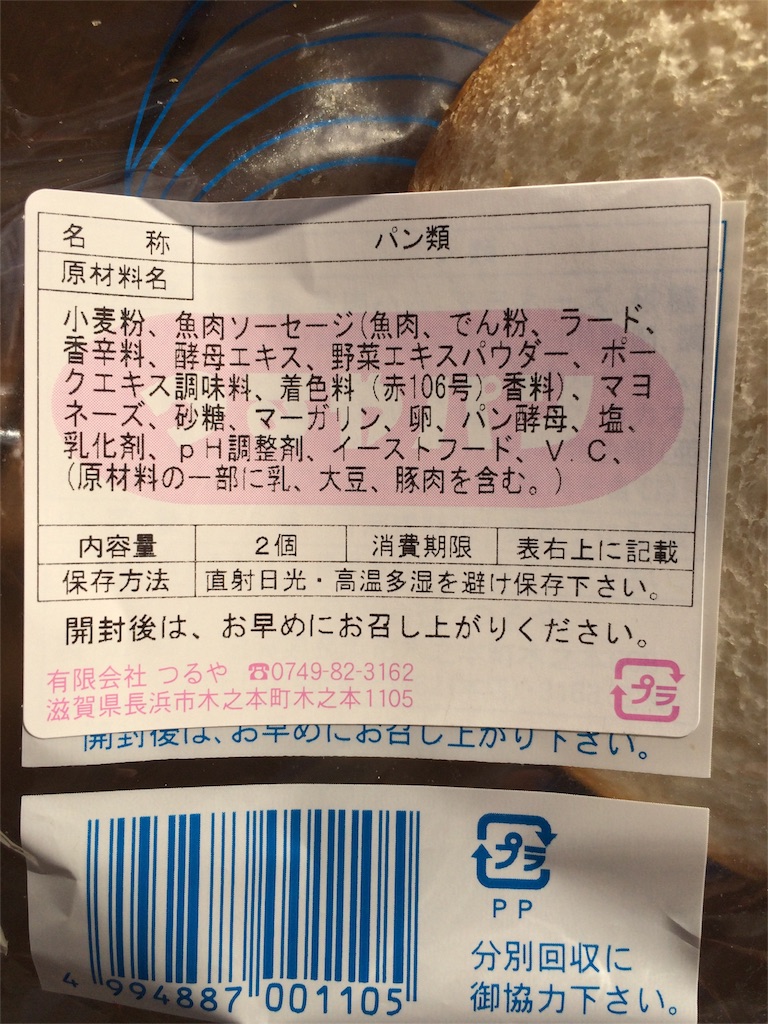 名　称　パン類
原材料名
小麦粉、魚肉ソーセージ(魚肉、でん粉、ラード、
香辛料、酵母エキス、野菜エキスパウダー、ポー
クエキス調味料、着色料（赤106号）香料)、マヨ
ネーズ、砂糖、マーガリン、卵、パン酵母、塩、
乳化剤、pH調整剤、イーストフード、V.C、
(原材料の一部に乳、大豆、豚肉を含む。)
内容量　2個　消費期限　表右上に記載
保存方法　直射日光・高温多湿を避け保存下さい。
開封後は、お早めにお召し上がりください。
有限会社 つるや ☎0749-82-3162
滋賀県長浜市木之本町木之本1105
プラ
開封後は、お早めにお召し上がり下さい。
4 994887 001105
プラ
PP
分別回収に
御協力下さい。